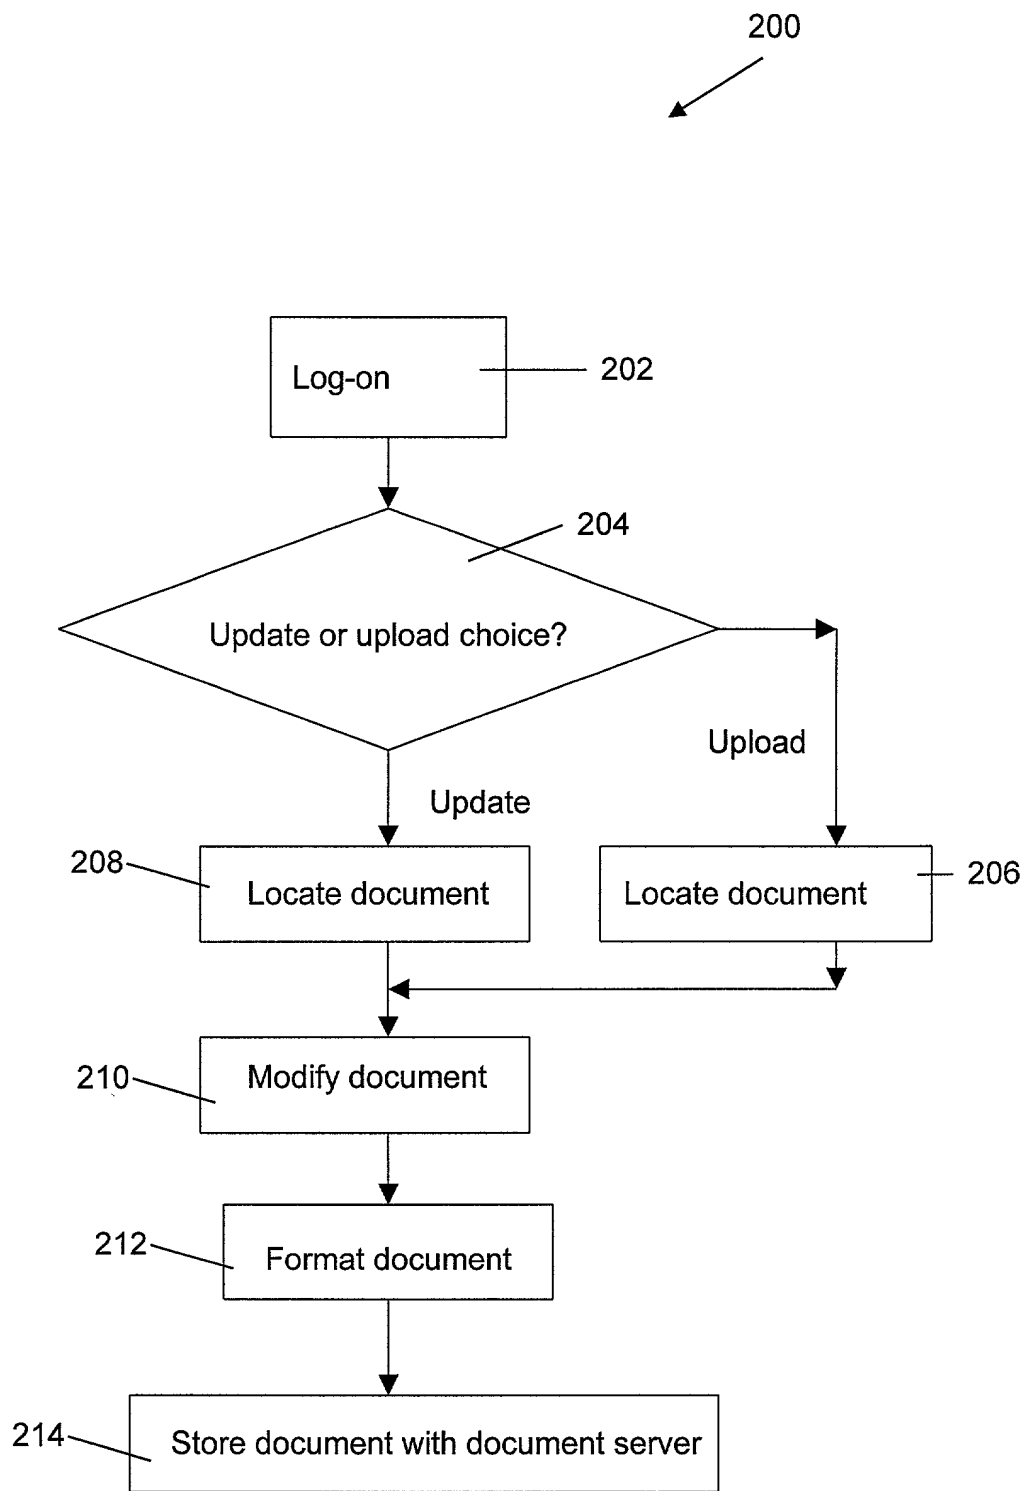 200
Log-on
202
204
Update or upload choice?
Upload
Update
208
Locate document
Locate document
206
210
Modify document
212
Format document
214
Store document with document server